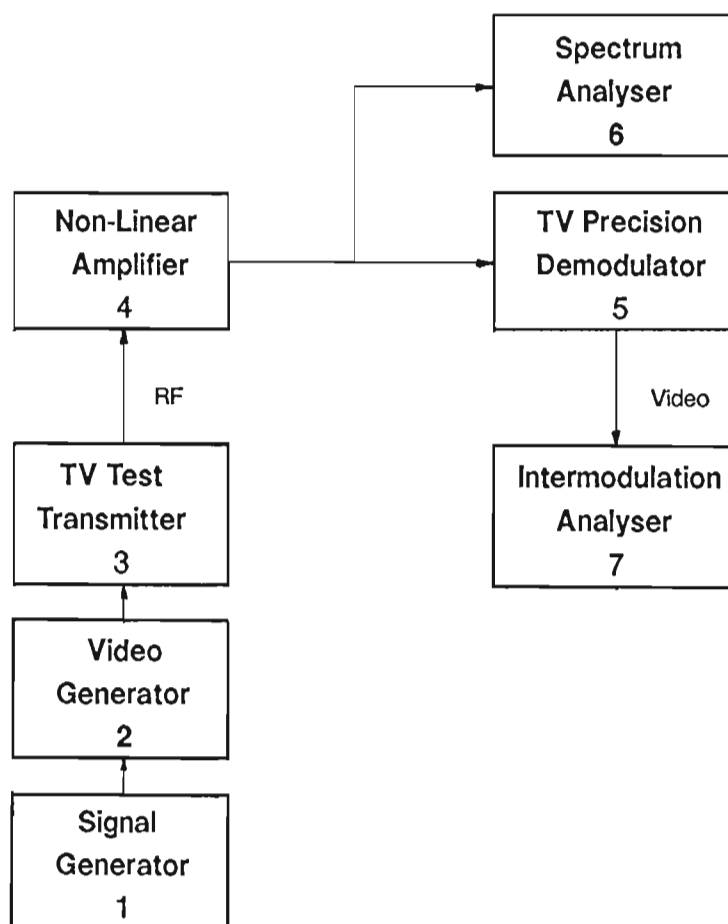 Spectrum
Analyser
6
Non-Linear
Amplifier
4
TV Precision
Demodulator
5
RF
Video
TV Test
Transmitter
3
Intermodulation
Analyser
7
Video
Generator
2
Signal
Generator
1